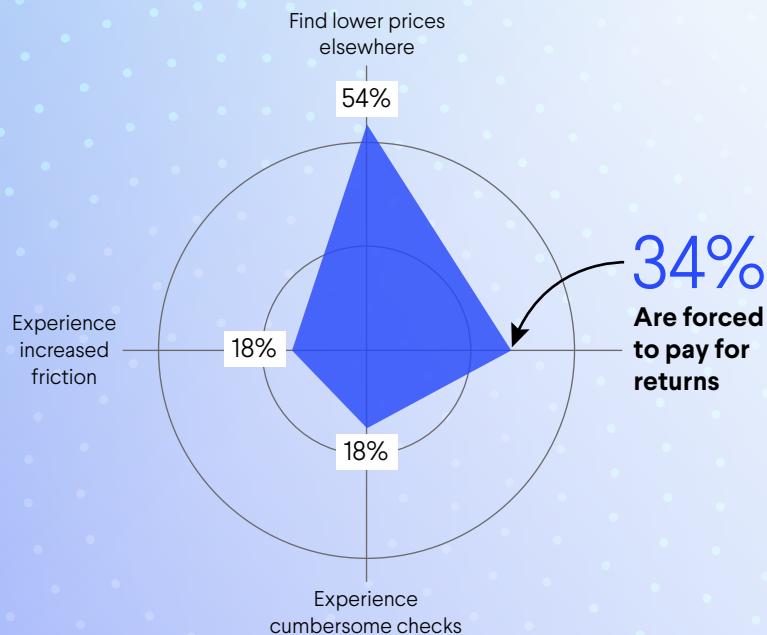 Find lower prices
elsewhere
54%
34%
Are forced
to pay for
returns
Experience
increased
friction
18%
18%
Experience
cumbersome checks